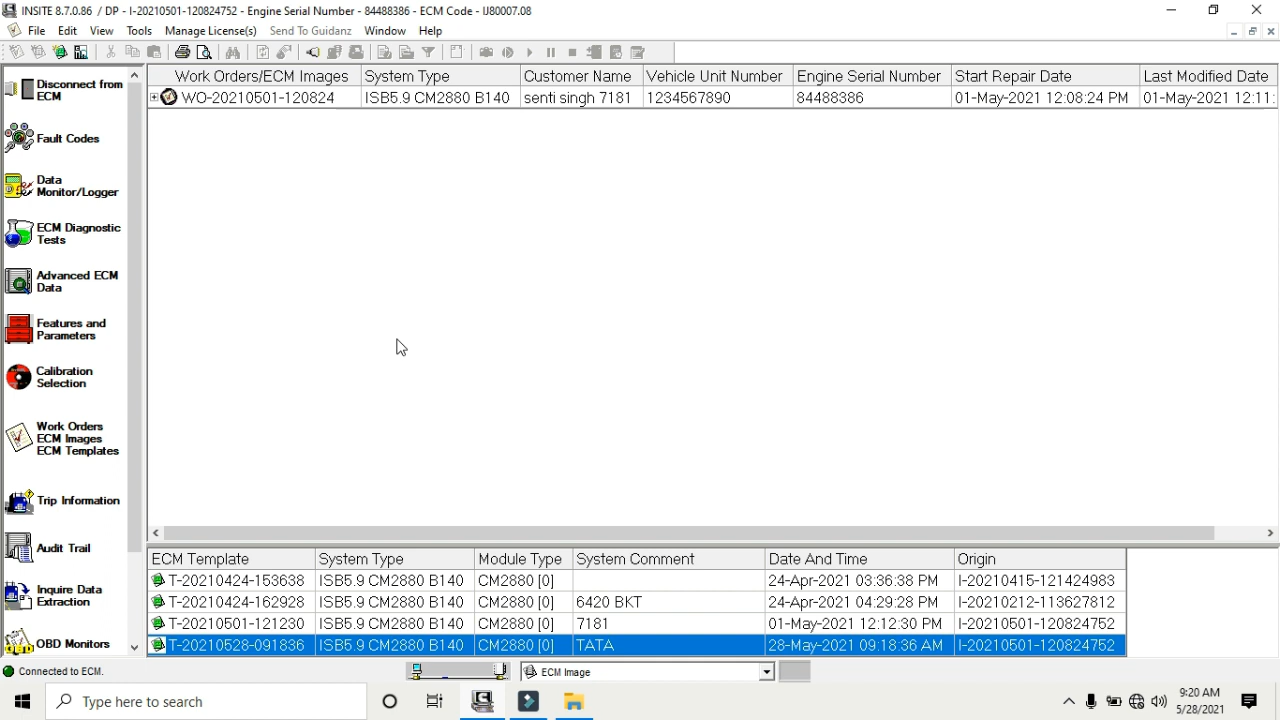 INSITE 8.7.0.86 / DP - I-20210501-120824752 - Engine Serial Number - 84488386 - ECM Code - IJ80007.08
File Edit View Tools Manage License(s) Send To Guidanz Window Help
Disconnect from
ECM
Fault Codes
Data
Monitor/Logger
ECM Diagnostic
Tests
Advanced ECM
Data
Features and
Parameters
Calibration
Selection
Work Orders
ECM Images
ECM Templates
Trip Information
Audit Trail
Inquire Data
Extraction
OBD Monitors
Work Orders/ECM Images System Type Customer Name Vehicle Unit Number Engine Serial Number Start Repair Date Last Modified Date
WO-20210501-120824 ISB5.9 CM2880 B140 senti singh 7181 1234567890 84488386 01-May-2021 12:08:24 PM 01-May-2021 12:11:
ECM Template System Type Module Type System Comment Date And Time Origin
T-20210424-153638 ISB5.9 CM2880 B140 CM2880 [0] 24-Apr-2021 03:36:38 PM I-20210415-121424983
T-20210424-162928 ISB5.9 CM2880 B140 CM2880 [0] 6420 BKT 24-Apr-2021 04:29:28 PM I-20210212-113627812
T-20210501-121230 ISB5.9 CM2880 B140 CM2880 [0] 7181 01-May-2021 12:12:30 PM I-20210501-120824752
T-20210528-091836 ISB5.9 CM2880 B140 CM2880 [0] TATA 28-May-2021 09:18:36 AM I-20210501-120824752
Connected to ECM. ECM Image
Type here to search
9:20 AM
5/28/2021